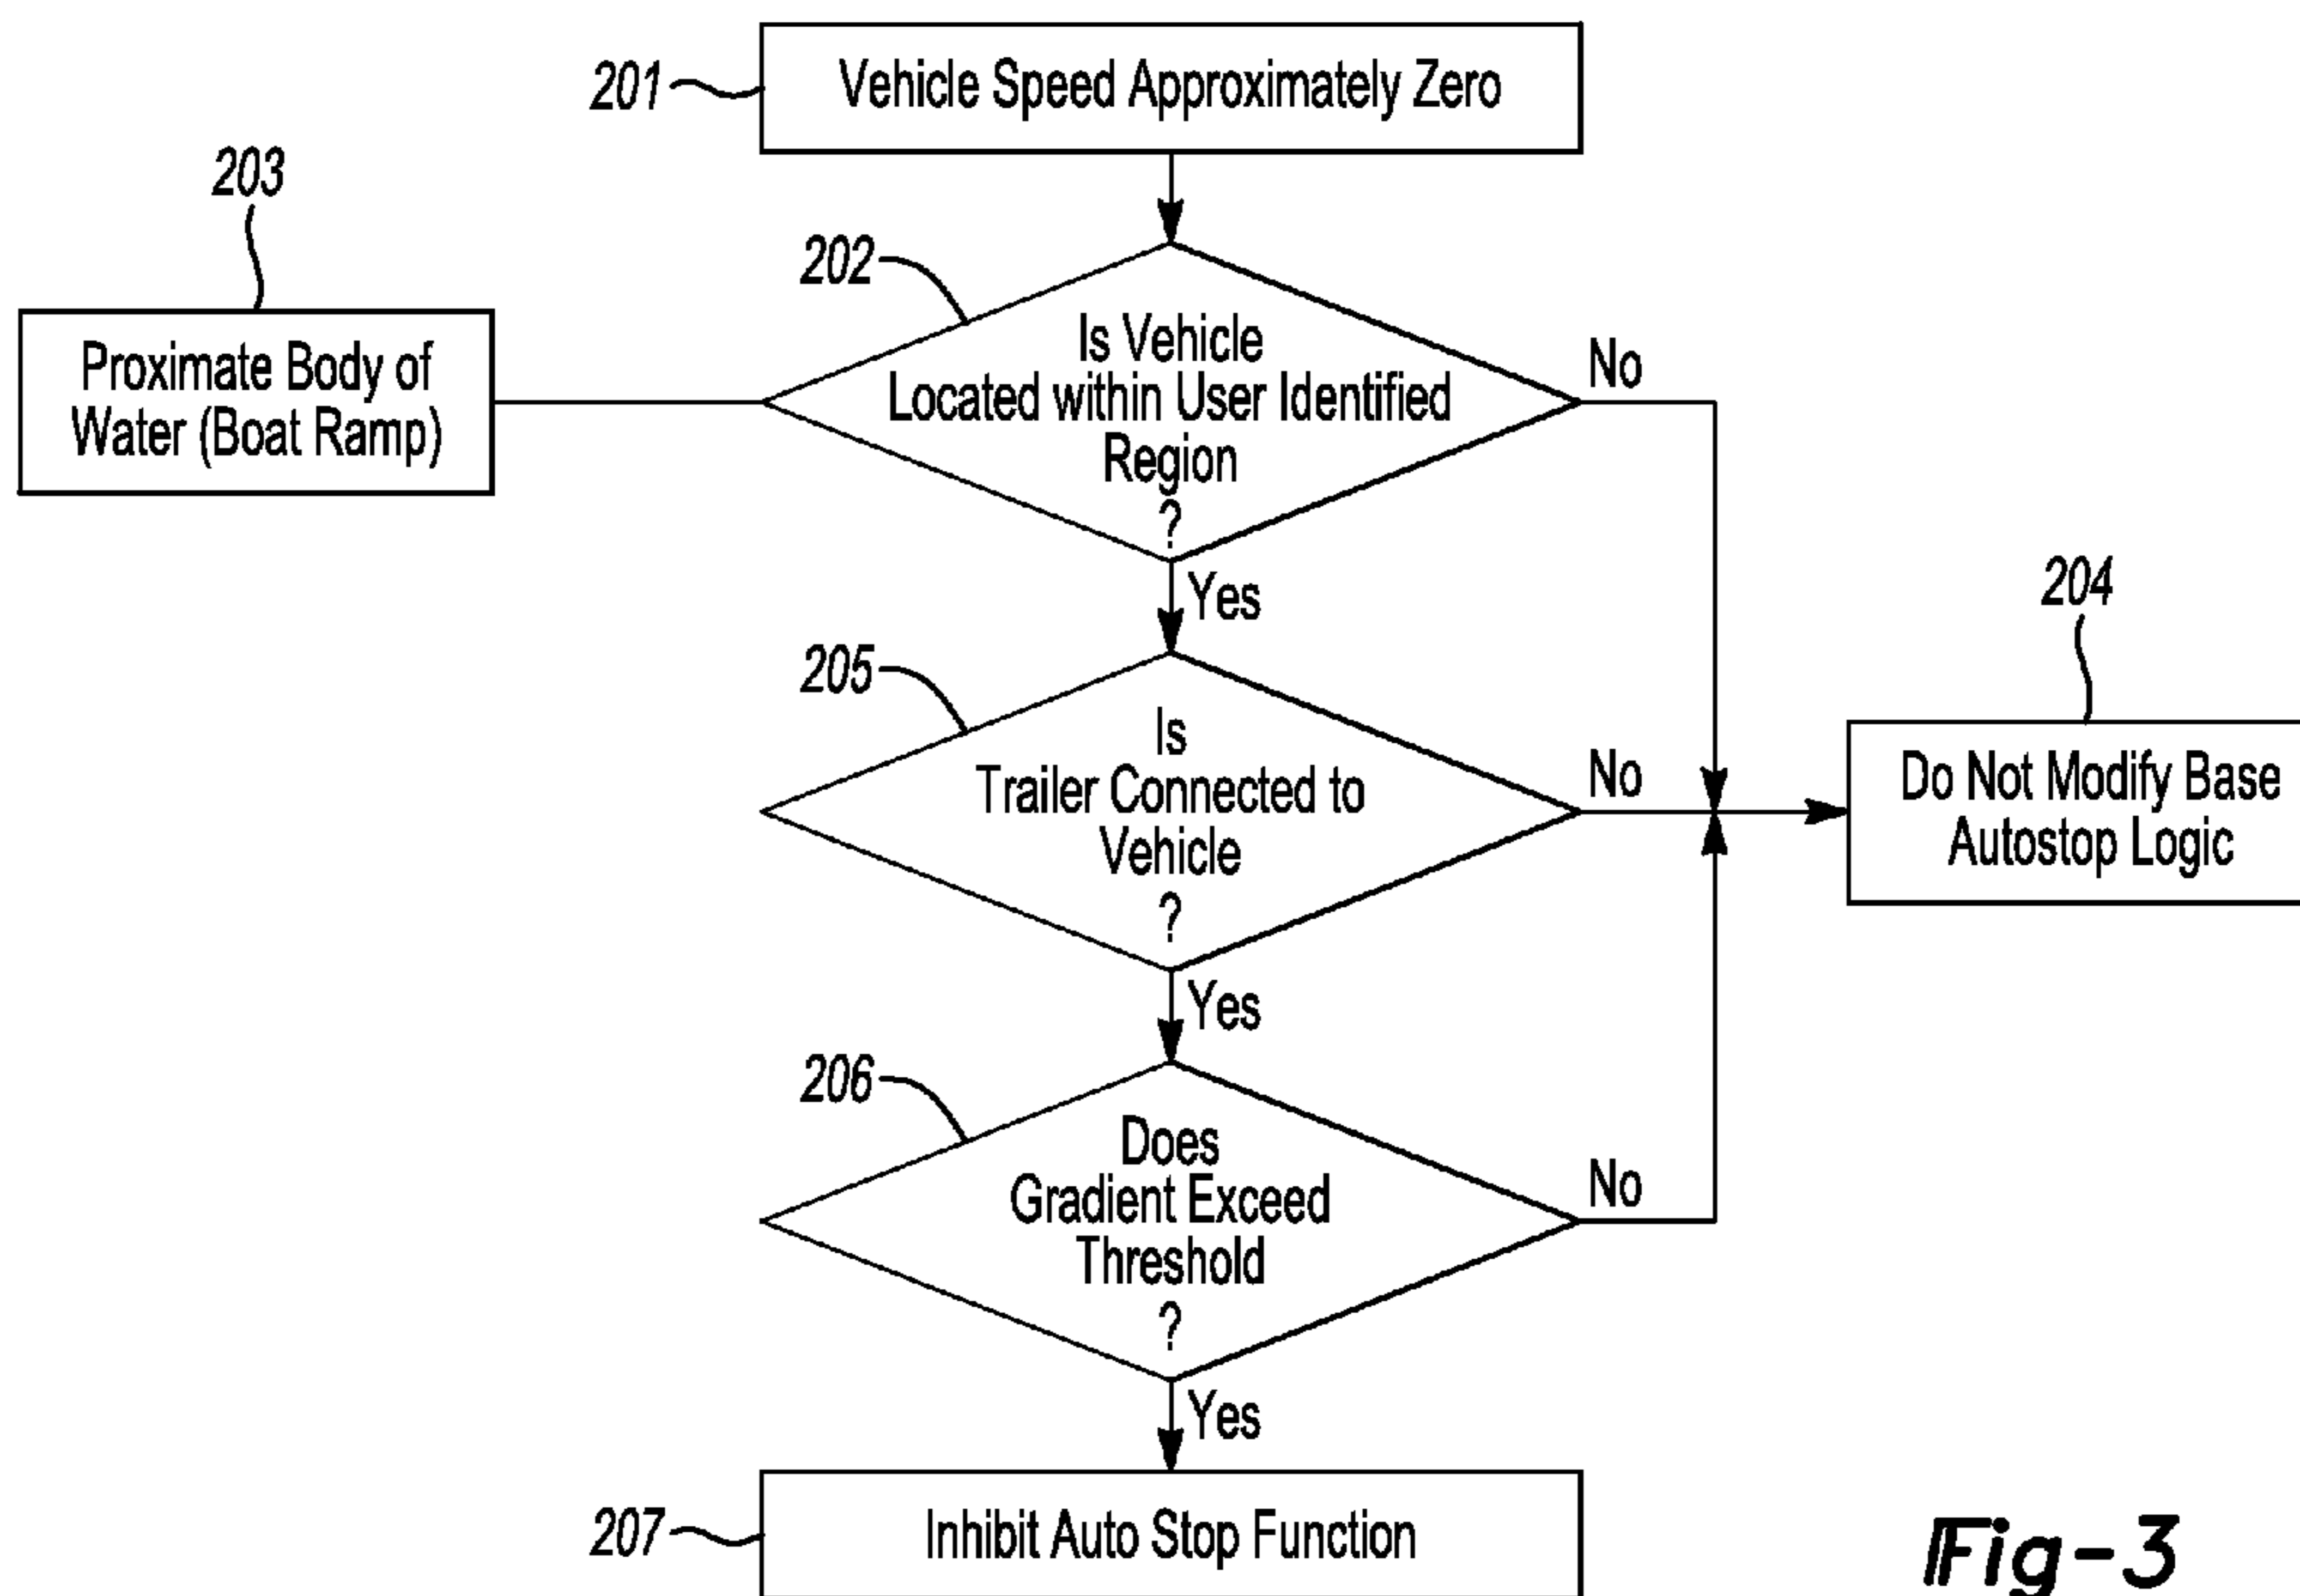 201
Vehicle Speed Approximately Zero
203
202
Proximate Body of
Water (Boat Ramp)
Is Vehicle
Located within User Identified
Region
?
No
Yes
204
205
Is
Trailer Connected to
Vehicle
?
No
Do Not Modify Base
Autostop Logic
Yes
206
Does
Gradient Exceed
Threshold
?
No
Yes
207
Inhibit Auto Stop Function
Fig-3